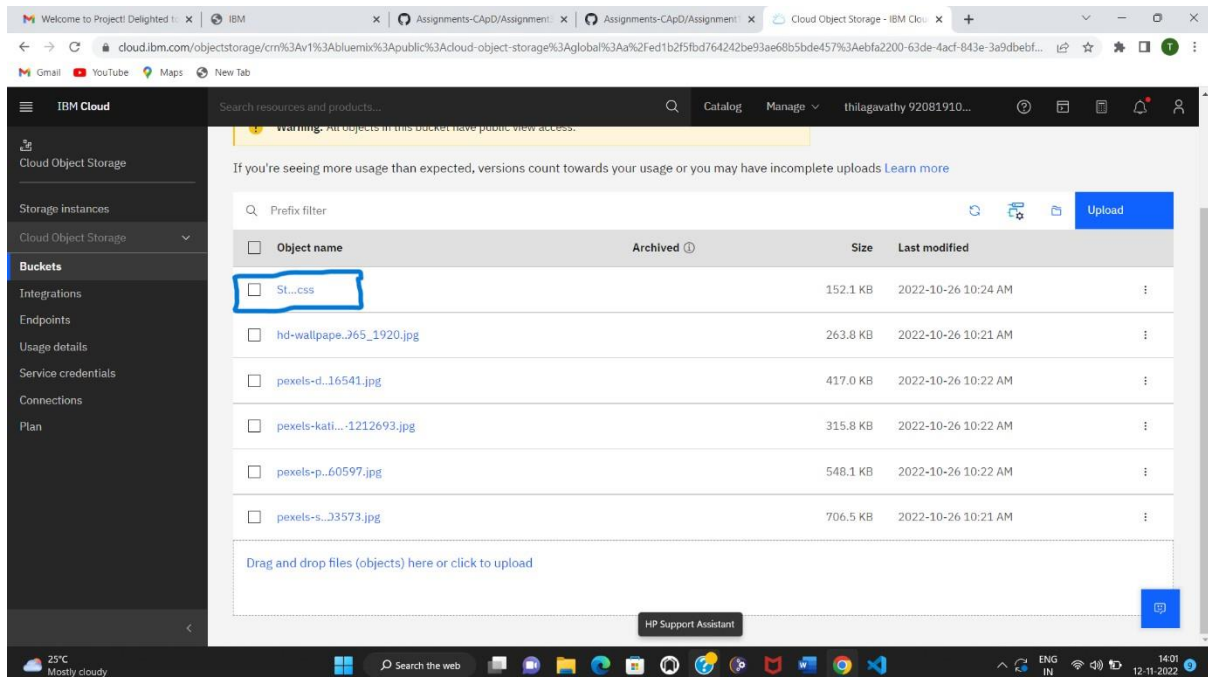 Welcome to Project! Delighted to
IBM
Assignments-CApD/Assignment
Assignments-CApD/Assignment
Cloud Object Storage - IBM Clou
cloud.ibm.com/objectstorage/crn%3Av1%3Abluemix%3Apublic%3Acloud-object-storage%3Aglobal%3Aa%2Fed1b2f5fbd764242be93ae68b5bde457%3Aebfa2200-63de-4acf-843e-3a9dbebf...
T
Gmail YouTube Maps New Tab
IBM Cloud
Search resources and products...
Catalog Manage thilagavathy 92081910...
Cloud Object Storage
Storage instances
Cloud Object Storage
Buckets
Integrations
Endpoints
Usage details
Service credentials
Connections
Plan
Warning: All objects in this bucket have public view access.
If you're seeing more usage than expected, versions count towards your usage or you may have incomplete uploads Learn more
Prefix filter Upload
Object name Archived Size Last modified
St...css 152.1 KB 2022-10-26 10:24 AM
hd-wallpape..965_1920.jpg 263.8 KB 2022-10-26 10:21 AM
pexels-d..16541.jpg 417.0 KB 2022-10-26 10:22 AM
pexels-kati...-1212693.jpg 315.8 KB 2022-10-26 10:22 AM
pexels-p..60597.jpg 548.1 KB 2022-10-26 10:22 AM
pexels-s...03573.jpg 706.5 KB 2022-10-26 10:21 AM
Drag and drop files (objects) here or click to upload
HP Support Assistant
25°C
Mostly cloudy
Search the web
ENG
IN
14:01
12-11-2022